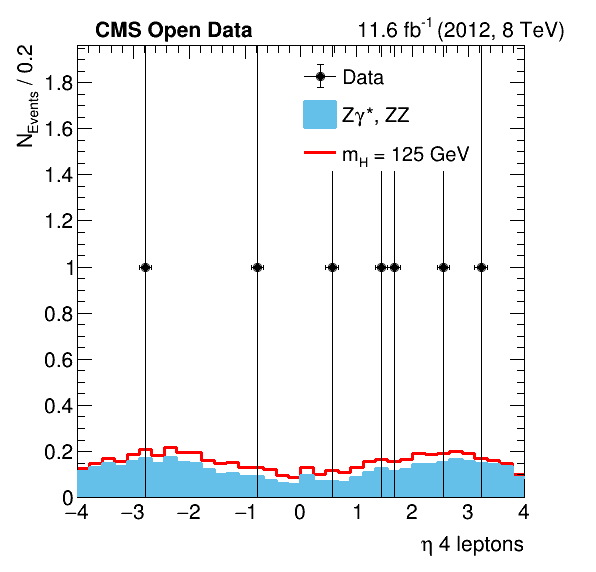 CMS Open Data 11.6 fb⁻¹ (2012, 8 TeV)
N_Events / 0.2
Data
Zγ*, ZZ
m_H = 125 GeV
1.8
1.6
1.4
1.2
1
0.8
0.6
0.4
0.2
0
−4 −3 −2 −1 0 1 2 3 4
η 4 leptons